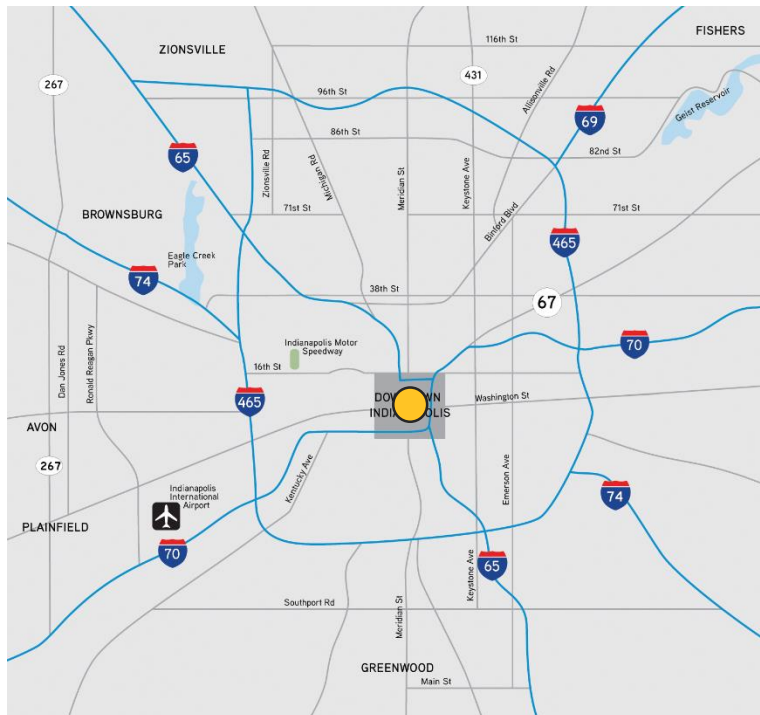 ZIONSVILLE
FISHERS
116th St
267
431
Allisonville Rd
96th St
69
Geist Reservoir
86th St
82nd St
65
Zionsville Rd
Michigan Rd
Meridian St
Keystone Ave
Binford Blvd
BROWNSBURG
71st St
71st St
465
Eagle Creek
Park
74
38th St
67
Dan Jones Rd
Ronald Reagan Pkwy
Indianapolis Motor
Speedway
70
16th St
465
DOWNTOWN
INDIANAPOLIS
Washington St
AVON
267
Indianapolis
International
Airport
Kentucky Ave
Emerson Ave
74
PLAINFIELD
70
65
Keystone Ave
Southport Rd
Meridian St
GREENWOOD
Main St